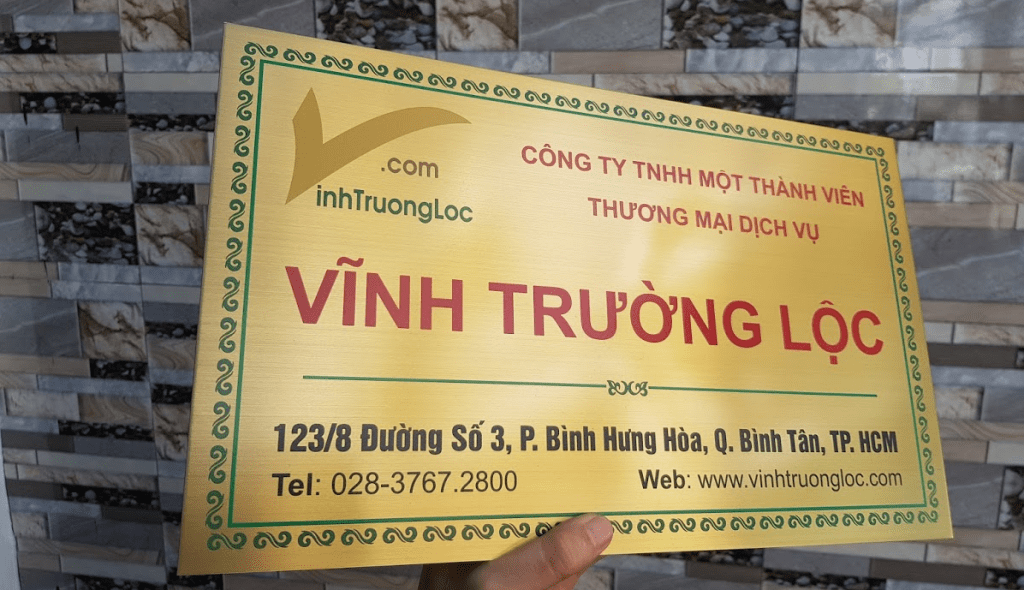 .com
VinhTruongLoc
CÔNG TY TNHH MỘT THÀNH VIÊN
THƯƠNG MẠI DỊCH VỤ
VĨNH TRƯỜNG LỘC
123/8 Đường Số 3, P. Bình Hưng Hòa, Q. Bình Tân, TP. HCM
Tel: 028-3767.2800
Web: www.vinhtruongloc.com